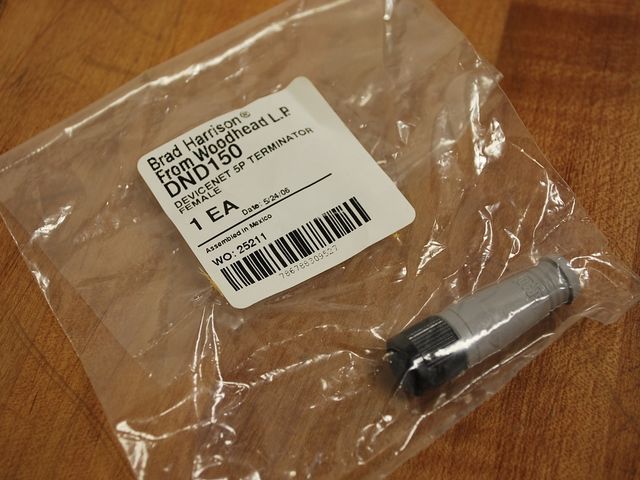 Brad Harrison®
From Woodhead L.P.
DND150
DEVICENET 5P TERMINATOR
FEMALE
1 EA Date: 5/24/06
Assembled in Mexico
WO: 25211
786788309527